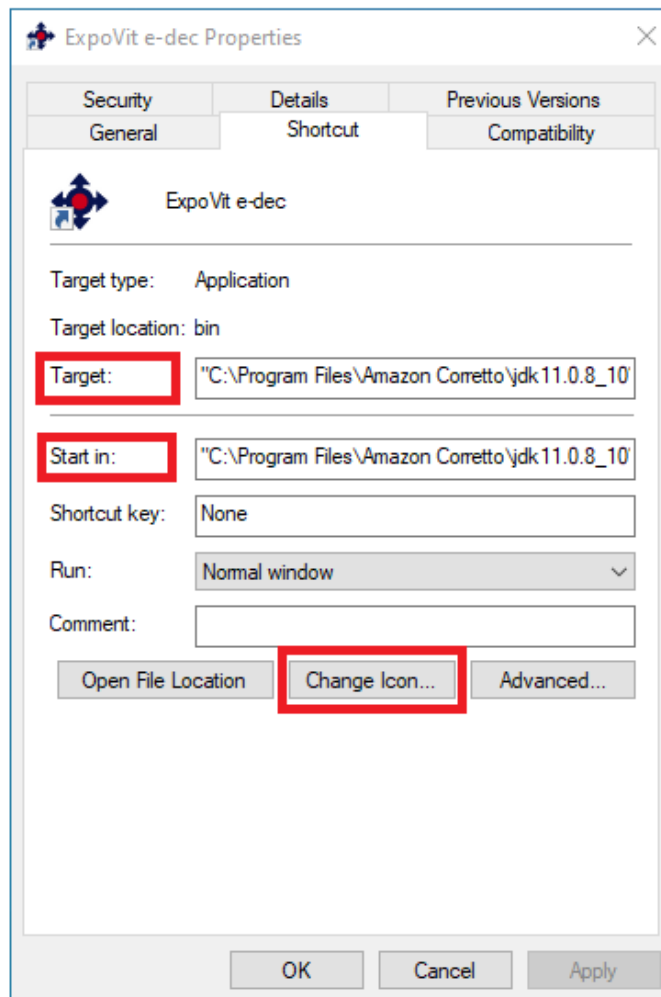 ExpoVit e-dec Properties
Security Details Previous Versions
General Shortcut Compatibility
ExpoVit e-dec
Target type: Application
Target location: bin
Target: "C:\Program Files\Amazon Corretto\jdk11.0.8_10\
Start in: "C:\Program Files\Amazon Corretto\jdk11.0.8_10\
Shortcut key: None
Run: Normal window
Comment:
Open File Location Change Icon... Advanced...
OK Cancel Apply